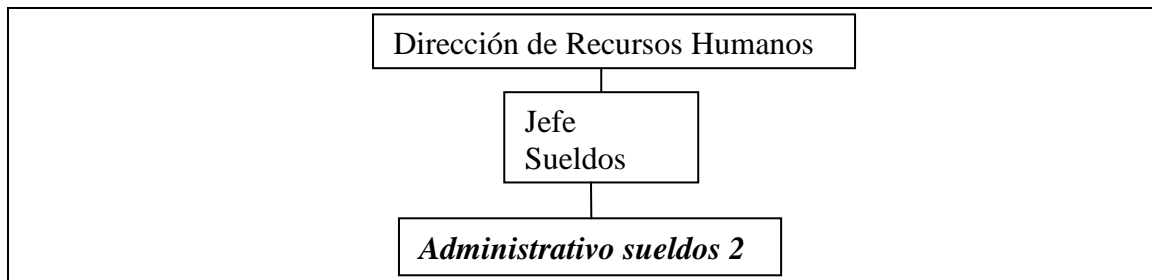 Dirección de Recursos Humanos
Jefe
Sueldos
Administrativo sueldos 2